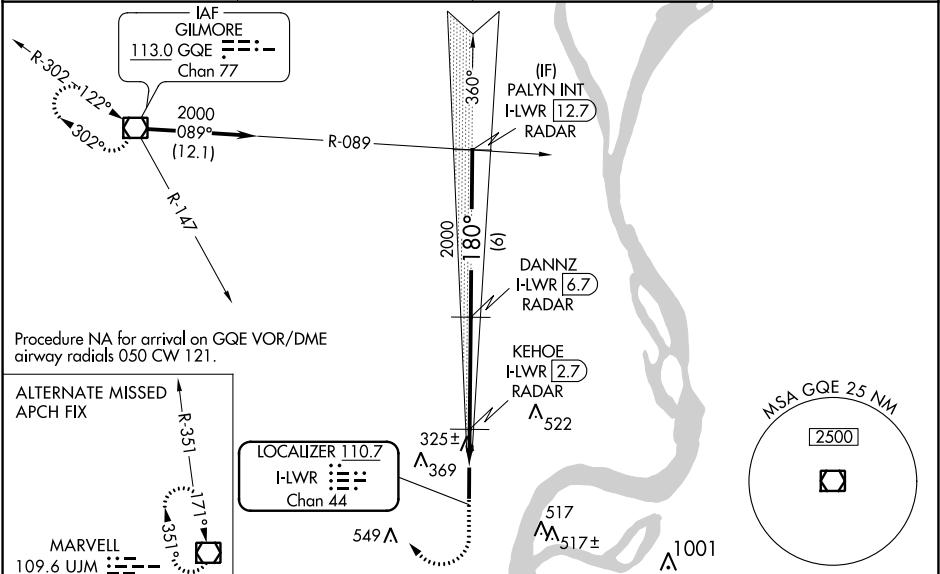 IAF
GILMORE
113.0 GQE
Chan 77
R-302
122°
302°
2000
089°
(12.1)
R-089
R-147
360°
(IF)
PALYN INT
I-LWR 12.7
RADAR
2000
180°
(6)
DANNZ
I-LWR 6.7
RADAR
KEHOE
I-LWR 2.7
RADAR
522
325±
369
Procedure NA for arrival on GQE VOR/DME
airway radials 050 CW 121.
ALTERNATE MISSED
APCH FIX
R-351
171°
351°
MARVELL
109.6 UJM
LOCALIZER 110.7
I-LWR
Chan 44
549
517
517±
1001
MSA GQE 25 NM
2500